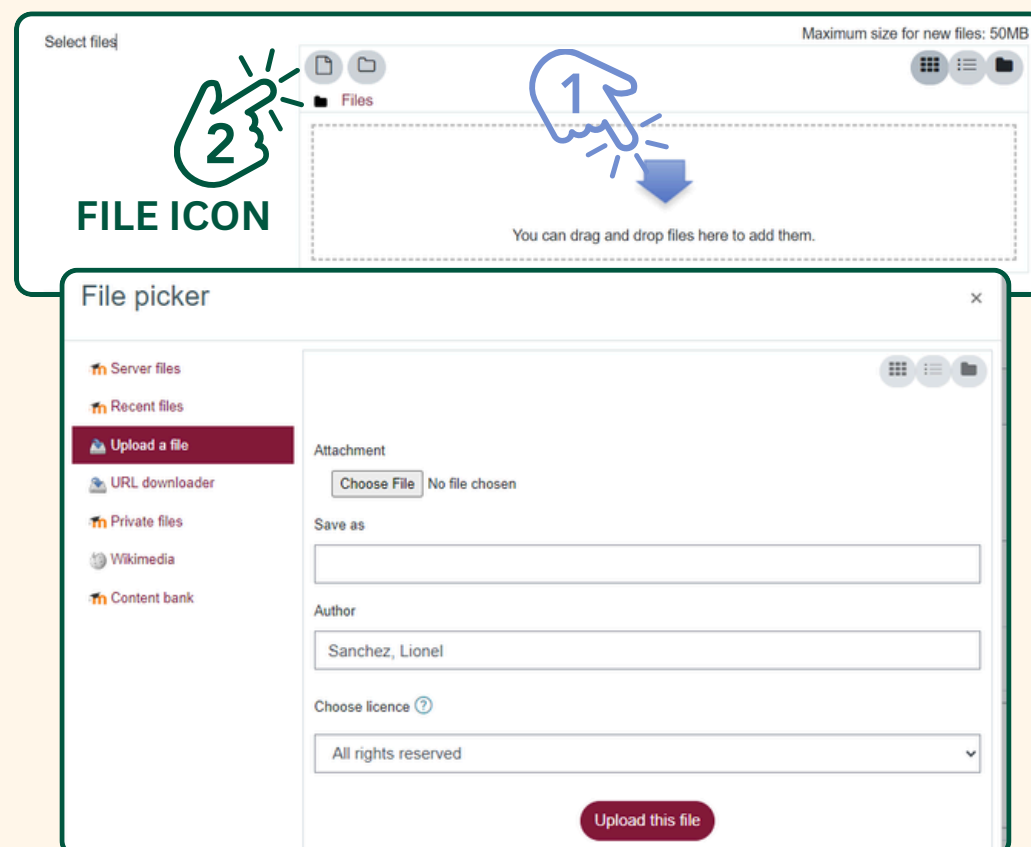 Select files
Maximum size for new files: 50MB
Files
1
2
FILE ICON
You can drag and drop files here to add them.
File picker
×
Server files
Recent files
Upload a file
URL downloader
Private files
Wikimedia
Content bank
Attachment
Choose File No file chosen
Save as
Author
Sanchez, Lionel
Choose licence ?
All rights reserved
Upload this file